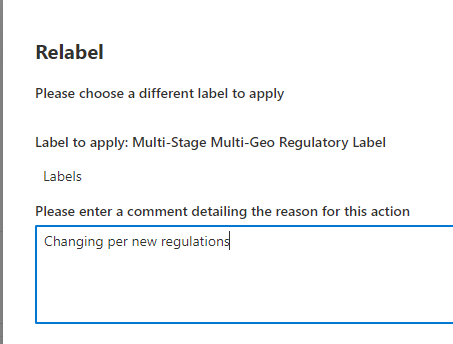 Relabel
Please choose a different label to apply
Label to apply: Multi-Stage Multi-Geo Regulatory Label
Labels
Please enter a comment detailing the reason for this action
Changing per new regulations